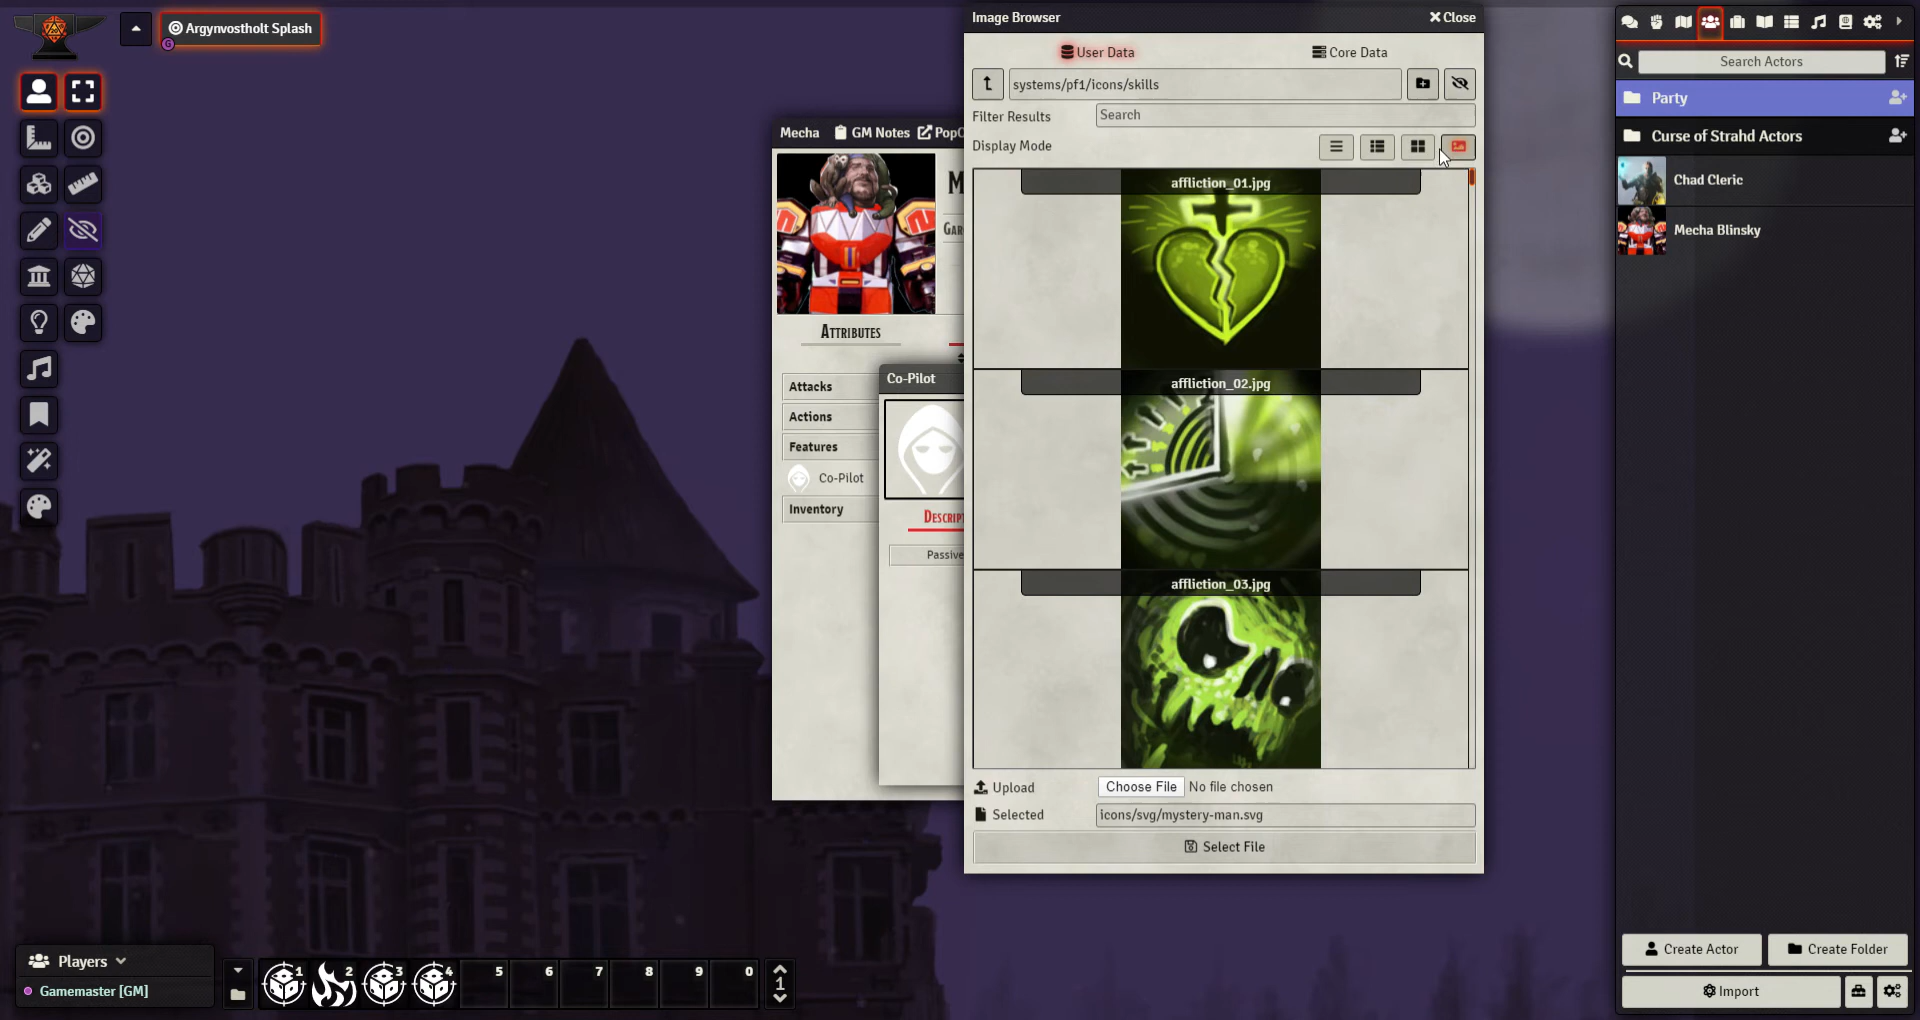 Argynvostholt Splash
G
Mecha
GM Notes
PopO
M
Gar
Attributes
Attacks
Actions
Features
Co-Pilot
Inventory
Co-Pilot
Descript
Passive
Image Browser
Close
User Data
Core Data
systems/pf1/icons/skills
Filter Results
Search
Display Mode
affliction_01.jpg
affliction_02.jpg
affliction_03.jpg
Upload
Choose File No file chosen
Selected
icons/svg/mystery-man.svg
Select File
Search Actors
Party
Curse of Strahd Actors
Chad Cleric
Mecha Blinsky
Create Actor
Create Folder
Import
Players
Gamemaster [GM]
1 2 3 4 5 6 7 8 9 0
1